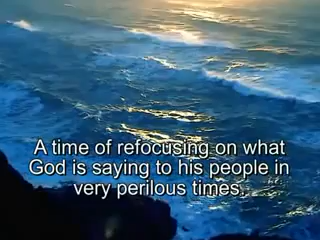 A time of refocusing on what
God is saying to his people in
very perilous times..